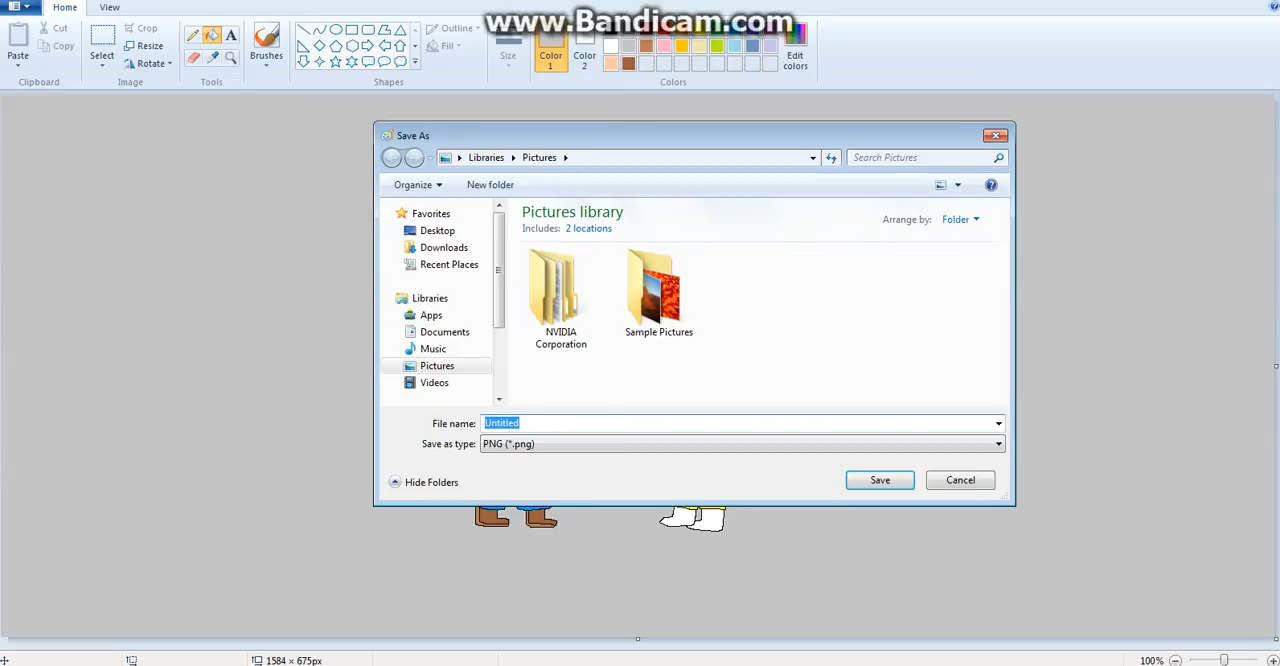 www.Bandicam.com
Home
View
Paste
Cut
Copy
Clipboard
Select
Crop
Resize
Rotate
Image
A
Tools
Brushes
Outline
Fill
Shapes
Size
Color
1
Color
2
Edit
colors
Colors
Save As
Libraries
Pictures
Search Pictures
Organize
New folder
Favorites
Desktop
Downloads
Recent Places
Libraries
Apps
Documents
Music
Pictures
Videos
Pictures library
Includes: 2 locations
Arrange by: Folder
NVIDIA
Corporation
Sample Pictures
File name: Untitled
Save as type: PNG (*.png)
Hide Folders
Save
Cancel
1584 × 675px
100%